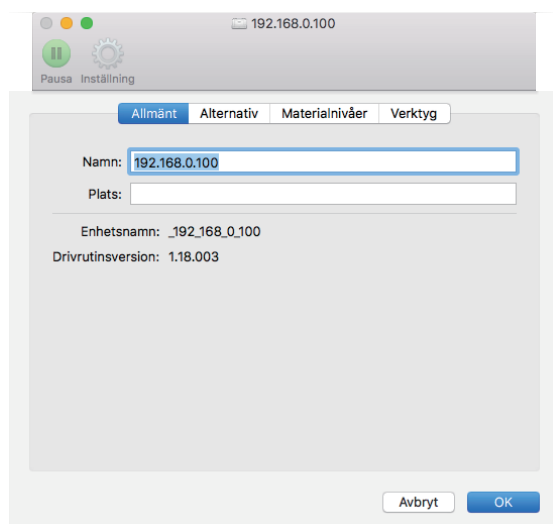 192.168.0.100
Pausa Inställning
Allmänt Alternativ Materialnivåer Verktyg
Namn: 192.168.0.100
Plats:
Enhetsnamn: _192_168_0_100
Drivrutinsversion: 1.18.003
Avbryt OK